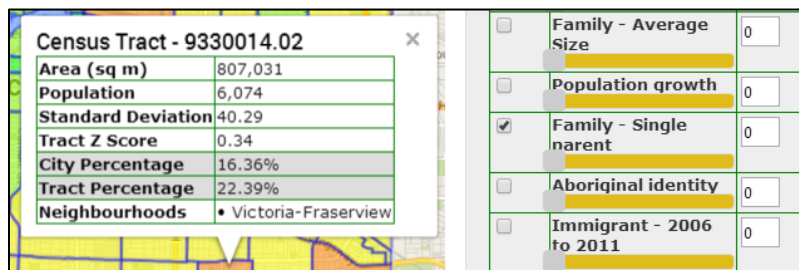 Census Tract - 9330014.02 ×
Area (sq m) 807,031
Population 6,074
Standard Deviation 40.29
Tract Z Score 0.34
City Percentage 16.36%
Tract Percentage 22.39%
Neighbourhoods • Victoria-Fraserview
Family - Average
Size
0
Population growth
0
Family - Single
parent
0
Aboriginal identity
0
Immigrant - 2006
to 2011
0